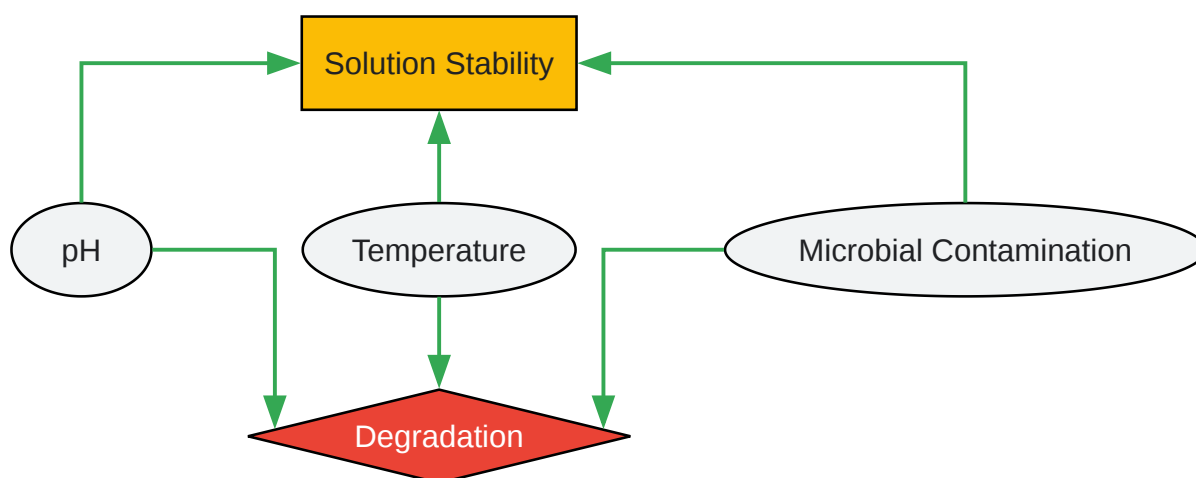 Solution Stability
pH
Temperature
Microbial Contamination
Degradation